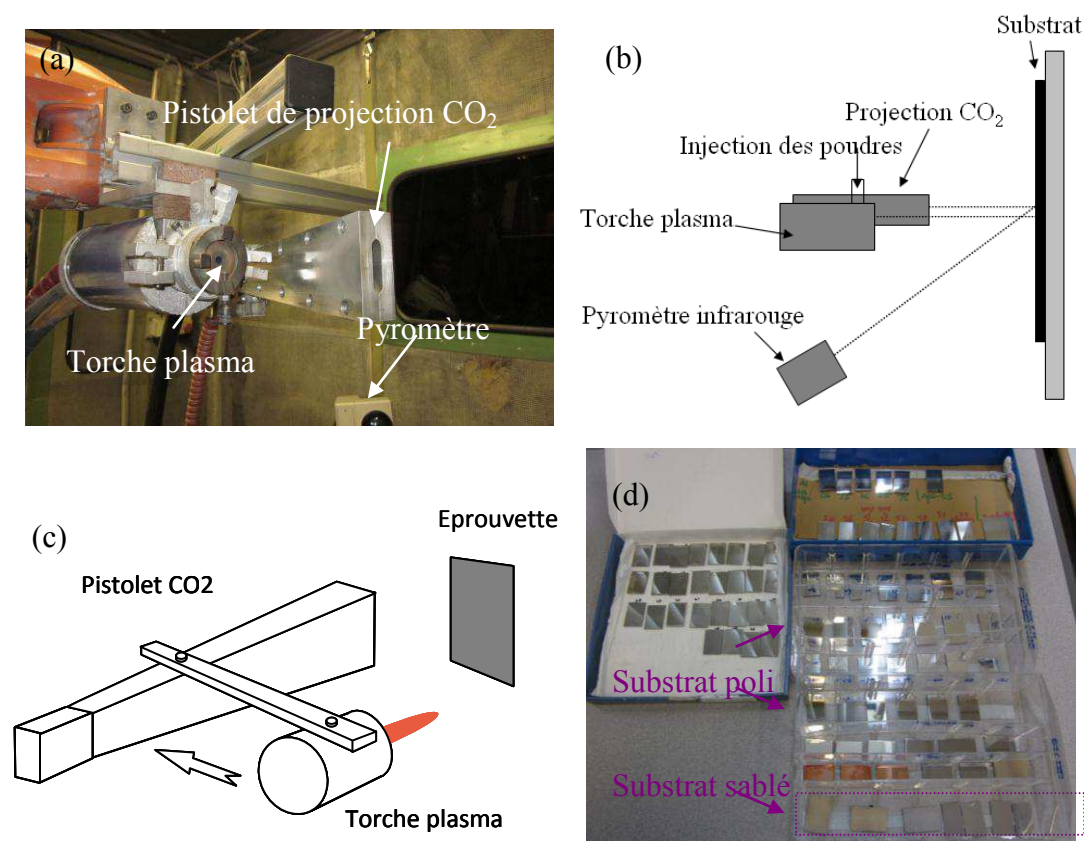 (a)
Pistolet de projection CO2
Pyromètre
Torche plasma
(b)
Substrat
Projection CO2
Injection des poudres
Torche plasma
Pyromètre infrarouge
(c)
Eprouvette
Pistolet CO2
Torche plasma
(d)
Substrat poli
Substrat sablé